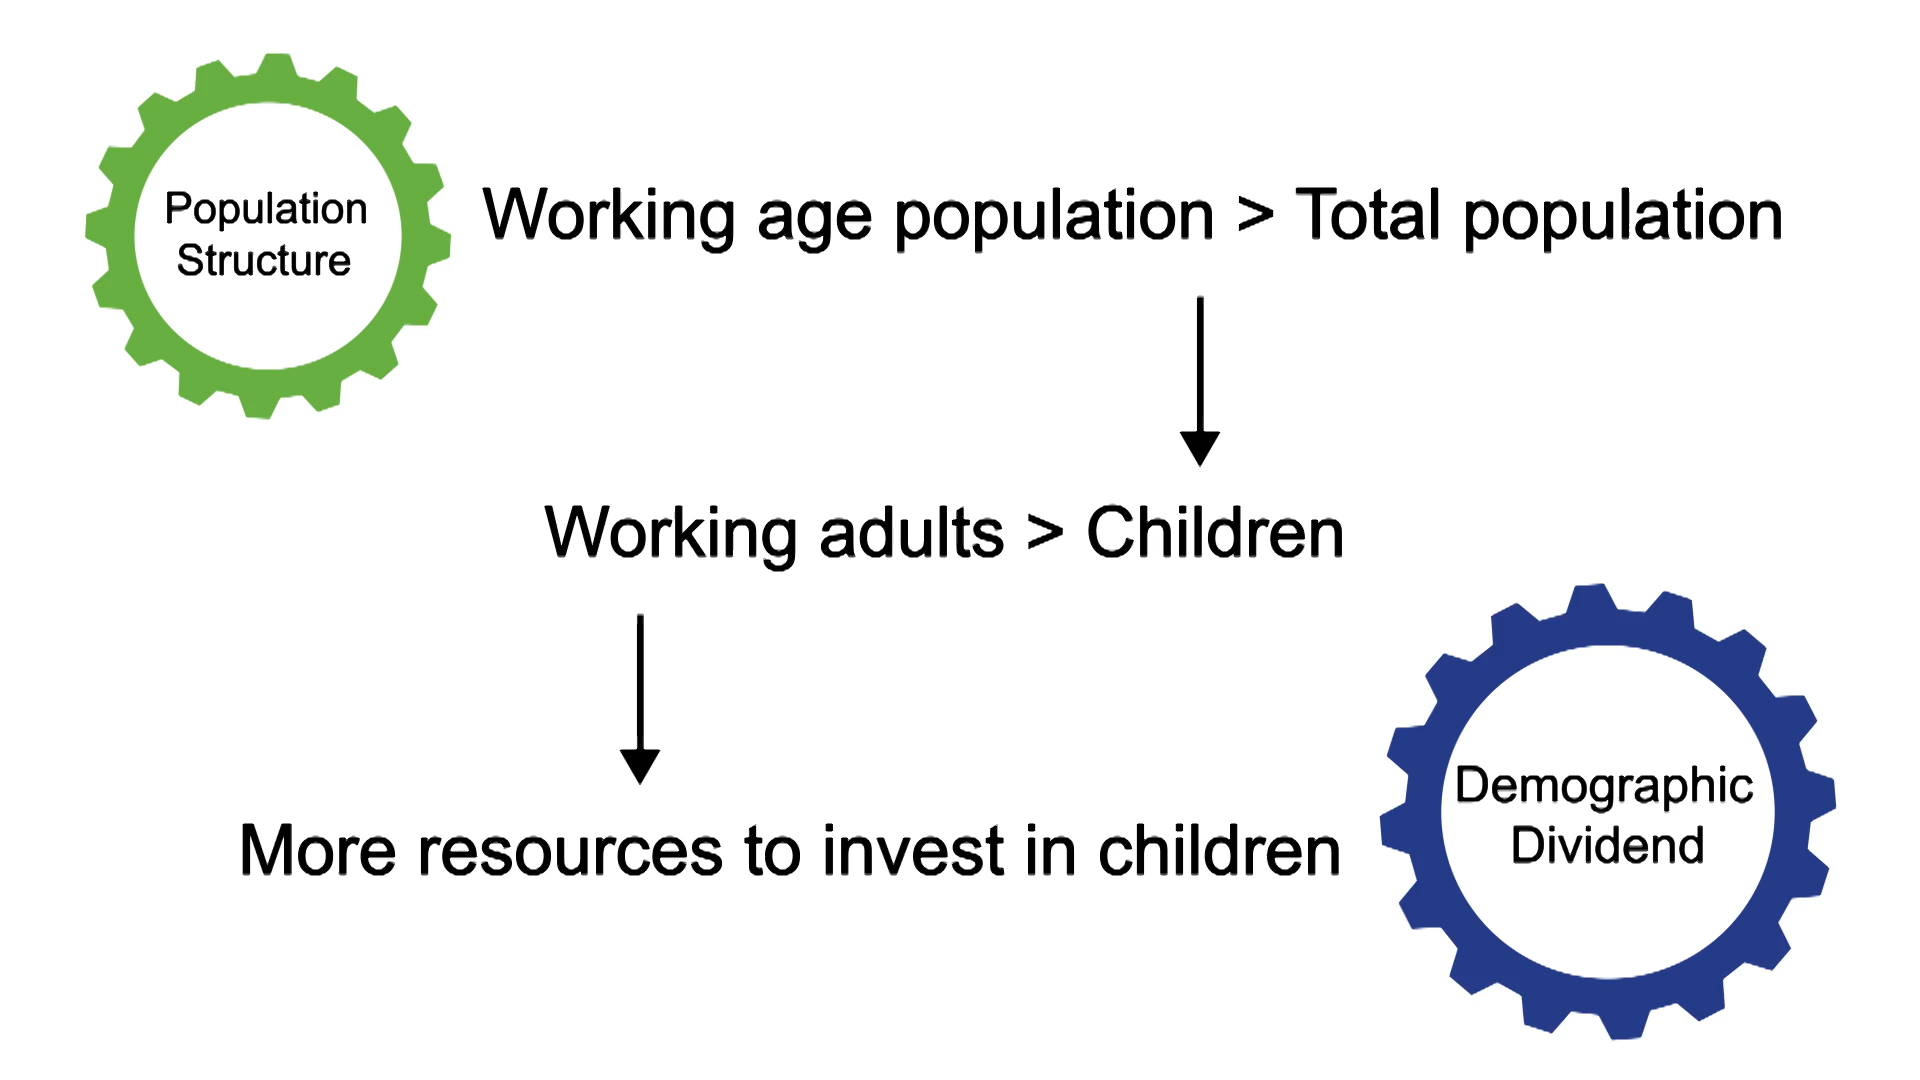 Population
Structure
Working age population > Total population
Working adults > Children
More resources to invest in children
Demographic
Dividend